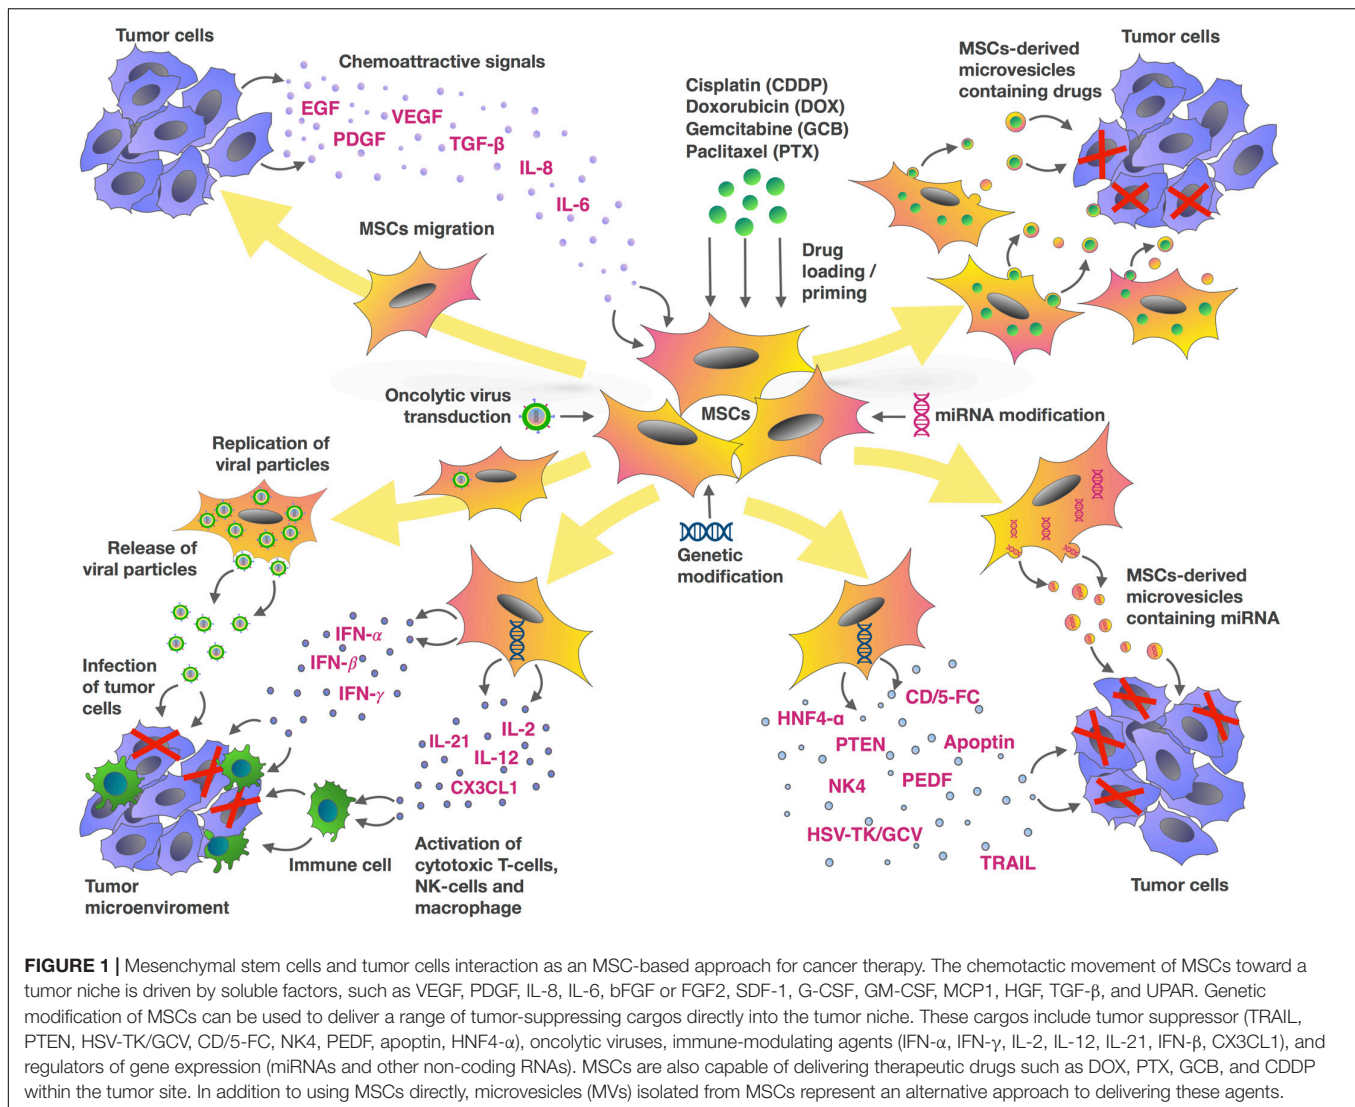 Tumor cells
Chemoattractive signals
EGF
VEGF
PDGF
TGF-β
IL-8
IL-6
MSCs migration
Cisplatin (CDDP)
Doxorubicin (DOX)
Gemcitabine (GCB)
Paclitaxel (PTX)
Drug
loading /
priming
MSCs-derived
microvesicles
containing drugs
Tumor cells
Oncolytic virus
transduction
MSCs
miRNA modification
Replication of
viral particles
Release of
viral particles
Genetic
modification
MSCs-derived
microvesicles
containing miRNA
Infection
of tumor
cells
IFN-α
IFN-β
IFN-γ
IL-2
IL-21
IL-12
CX3CL1
Immune cell
Activation of
cytotoxic T-cells,
NK-cells and
macrophage
Tumor
microenviroment
CD/5-FC
HNF4-α
PTEN
Apoptin
NK4
PEDF
HSV-TK/GCV
TRAIL
Tumor cells
FIGURE 1 | Mesenchymal stem cells and tumor cells interaction as an MSC-based approach for cancer therapy. The chemotactic movement of MSCs toward a
tumor niche is driven by soluble factors, such as VEGF, PDGF, IL-8, IL-6, bFGF or FGF2, SDF-1, G-CSF, GM-CSF, MCP1, HGF, TGF-β, and UPAR. Genetic
modification of MSCs can be used to deliver a range of tumor-suppressing cargos directly into the tumor niche. These cargos include tumor suppressor (TRAIL,
PTEN, HSV-TK/GCV, CD/5-FC, NK4, PEDF, apoptin, HNF4-α), oncolytic viruses, immune-modulating agents (IFN-α, IFN-γ, IL-2, IL-12, IL-21, IFN-β, CX3CL1), and
regulators of gene expression (miRNAs and other non-coding RNAs). MSCs are also capable of delivering therapeutic drugs such as DOX, PTX, GCB, and CDDP
within the tumor site. In addition to using MSCs directly, microvesicles (MVs) isolated from MSCs represent an alternative approach to delivering these agents.